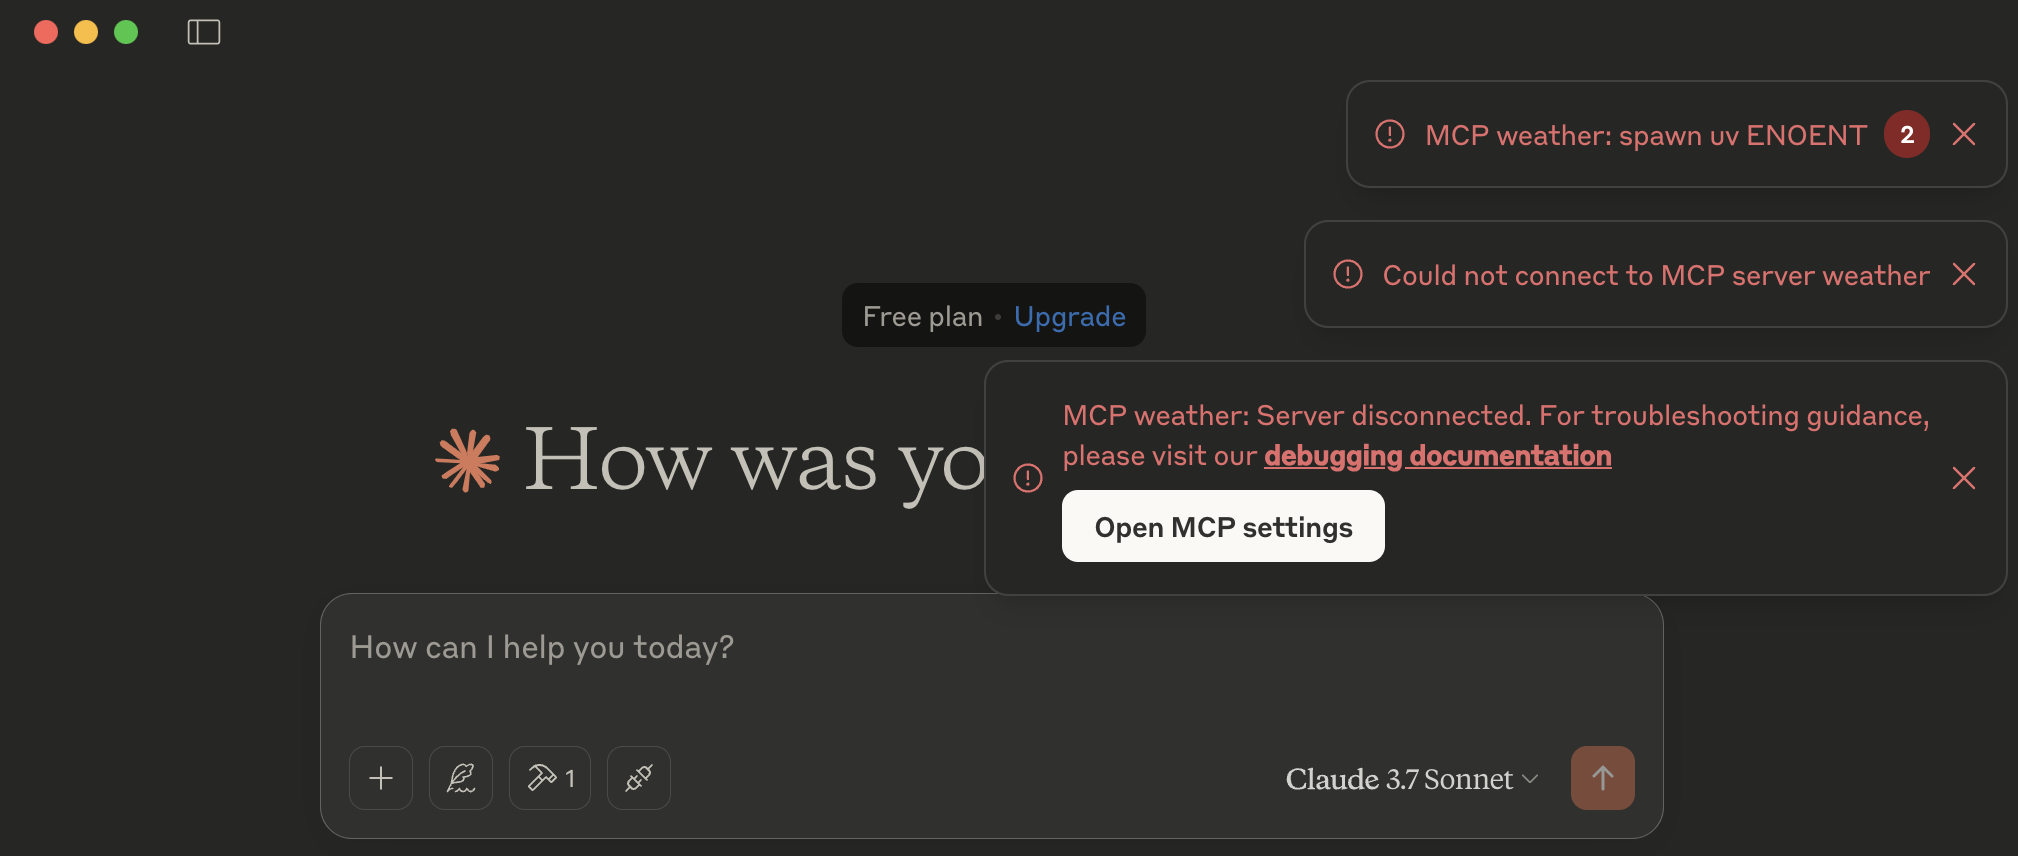 MCP weather: spawn uv ENOENT 2
Could not connect to MCP server weather
Free plan • Upgrade
MCP weather: Server disconnected. For troubleshooting guidance,
please visit our debugging documentation
Open MCP settings
How was yo
How can I help you today?
1
Claude 3.7 Sonnet